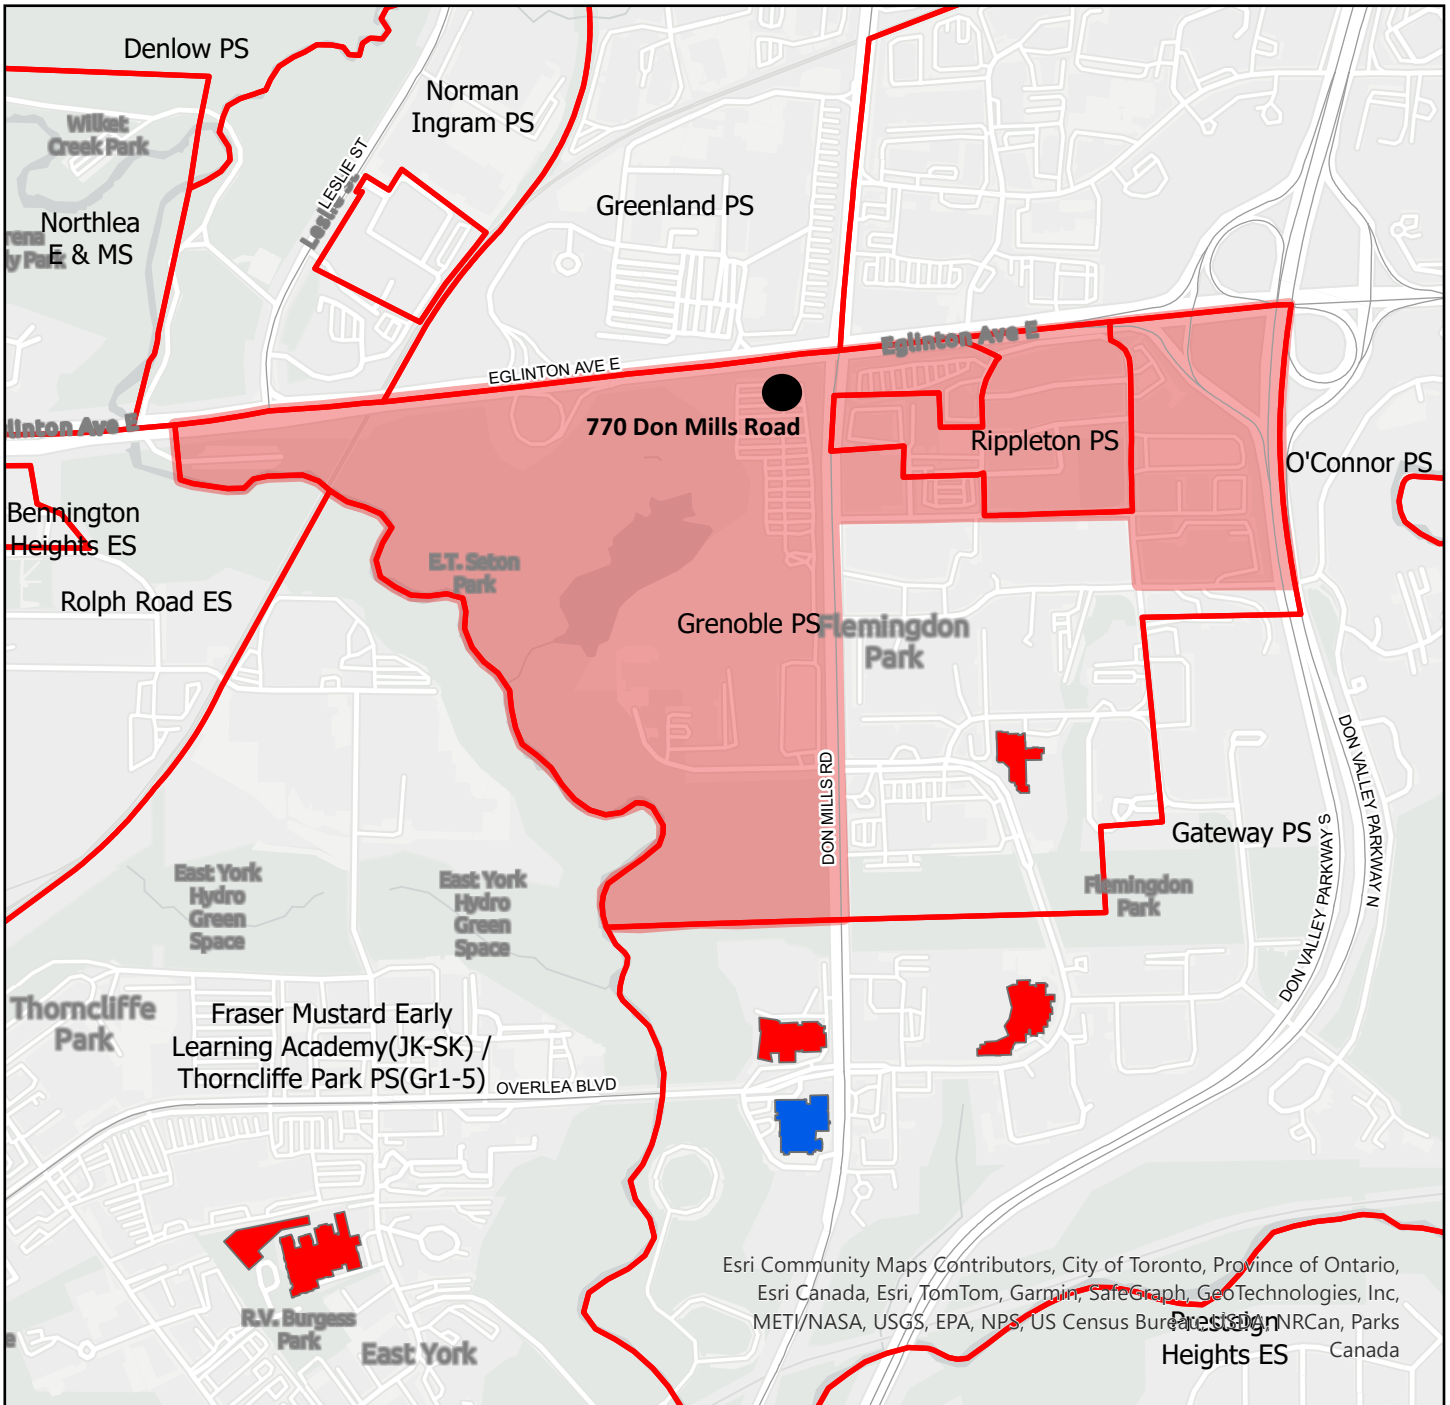 Denlow PS
Norman
Ingram PS
Wilket
Creek Park
LESLIE ST
Greenland PS
Northlea
E & MS
Eglinton Ave E
EGLINTON AVE E
770 Don Mills Road
Rippleton PS
O'Connor PS
Bennington
Heights ES
E.T. Seton
Park
Rolph Road ES
Grenoble PS
Flemingdon
Park
DON MILLS RD
DON VALLEY PARKWAY N
DON VALLEY PARKWAY S
Gateway PS
East York
Hydro
Green
Space
East York
Hydro
Green
Space
Flemingdon
Park
Thorncliffe
Park
Fraser Mustard Early
Learning Academy(JK-SK) /
Thorncliffe Park PS(Gr1-5)
OVERLEA BLVD
R.V. Burgess
Park
East York
Esri Community Maps Contributors, City of Toronto, Province of Ontario,
Esri Canada, Esri, TomTom, Garmin, SafeGraph, GeoTechnologies, Inc,
METI/NASA, USGS, EPA, NPS, US Census Bureau, USDA, NRCan, Parks
Canada
Presteign
Heights ES